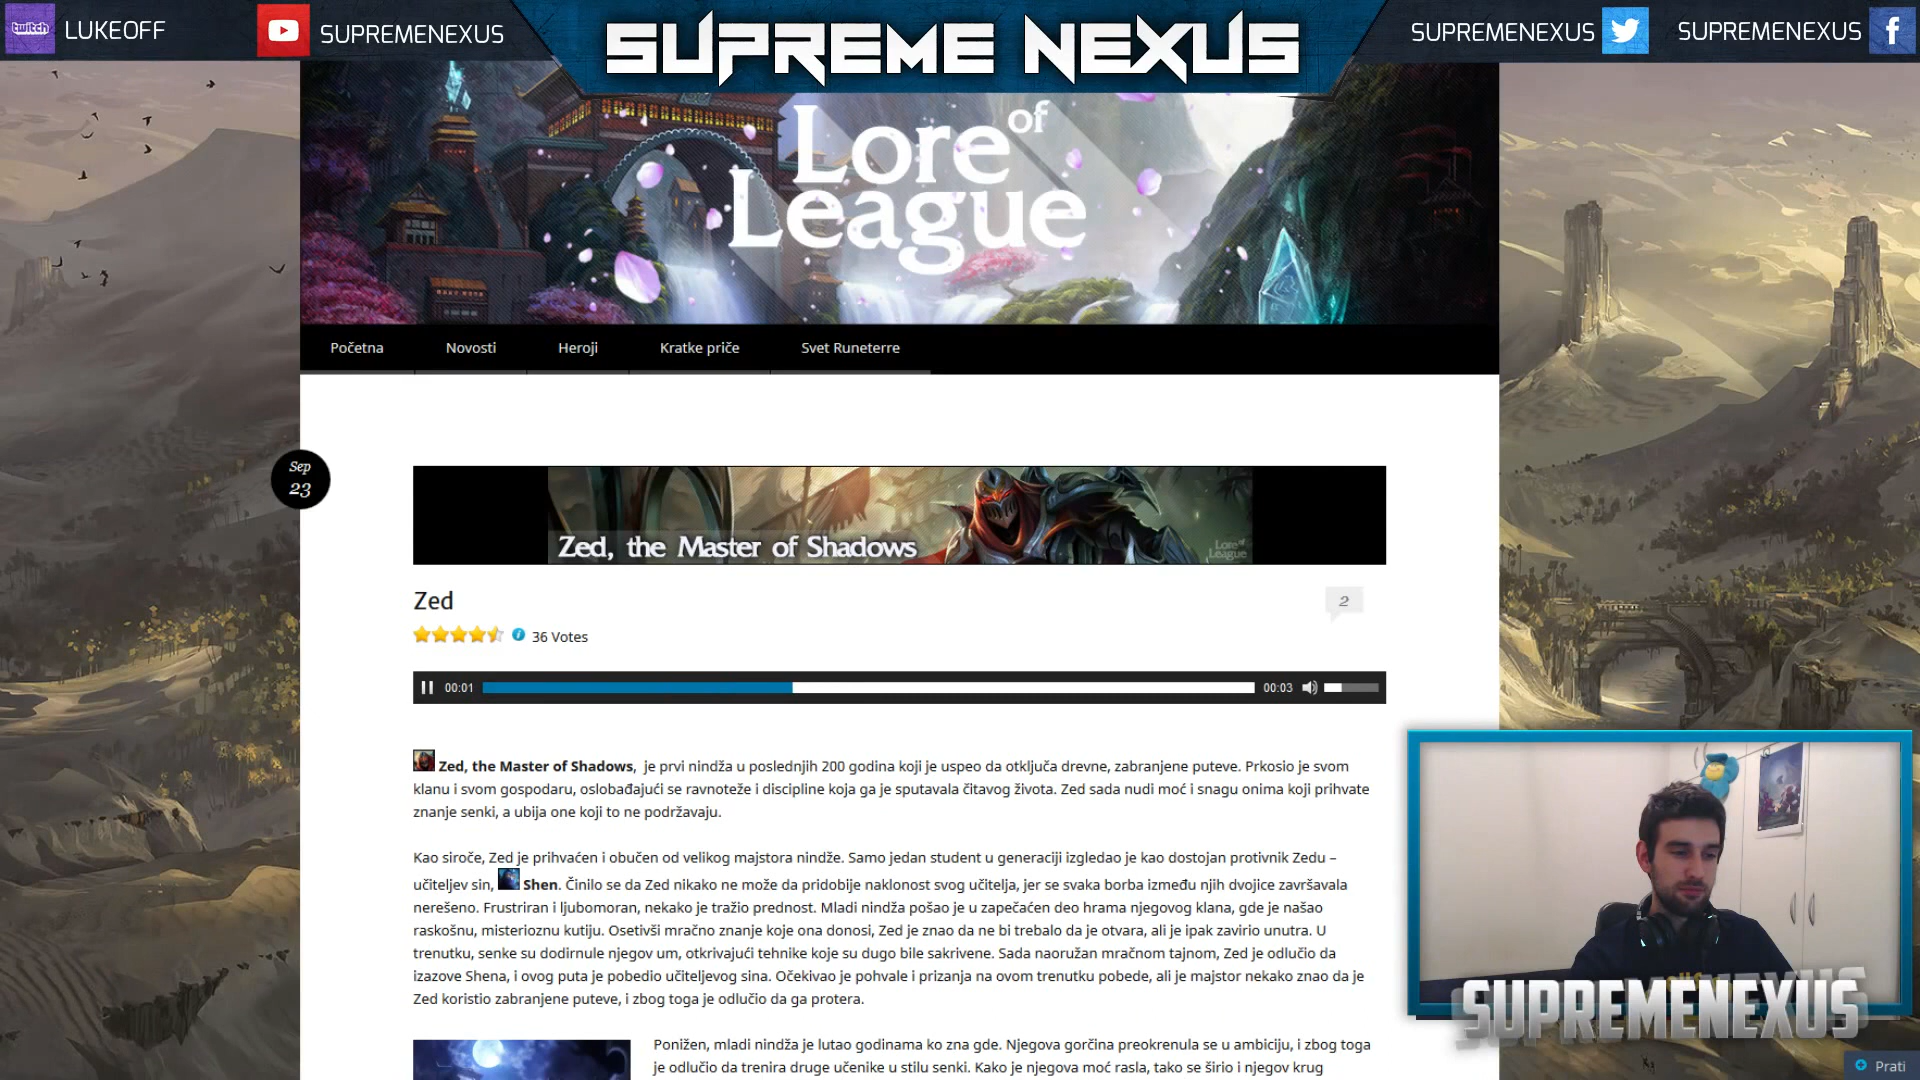 twitch LUKEOFF
SUPREMENEXUS
SUPREME NEXUS
SUPREMENEXUS
SUPREMENEXUS
Lore of
League
Početna Novosti Heroji Kratke priče Svet Runeterre
Sep
23
Zed, the Master of Shadows
Lore of
League
Zed
2
36 Votes
00:01 00:03
Zed, the Master of Shadows, je prvi nindža u poslednjih 200 godina koji je uspeo da otključa drevne, zabranjene puteve. Prkosio je svom
klanu i svom gospodaru, oslobađajući se ravnoteže i discipline koja ga je sputavala čitavog života. Zed sada nudi moć i snagu onima koji prihvate
znanje senki, a ubija one koji to ne podržavaju.
Kao siroče, Zed je prihvaćen i obučen od velikog majstora nindže. Samo jedan student u generaciji izgledao je kao dostojan protivnik Zedu –
učiteljev sin, Shen. Činilo se da Zed nikako ne može da pridobije naklonost svog učitelja, jer se svaka borba između njih dvojice završavala
nerešeno. Frustriran i ljubomoran, nekako je tražio prednost. Mladi nindža pošao je u zapečaćen deo hrama njegovog klana, gde je našao
raskošnu, misterioznu kutiju. Osetivši mračno znanje koje ona donosi, Zed je znao da ne bi trebalo da je otvara, ali je ipak zavirio unutra. U
trenutku, senke su dodirnule njegov um, otkrivajući tehnike koje su dugo bile sakrivene. Sada naoružan mračnom tajnom, Zed je odlučio da
izazove Shena, i ovog puta je pobedio učiteljevog sina. Očekivao je pohvale i prizanja na ovom trenutku pobede, ali je majstor nekako znao da je
Zed koristio zabranjene puteve, i zbog toga je odlučio da ga protera.
Ponižen, mladi nindža je lutao godinama ko zna gde. Njegova gorčina preokrenula se u ambiciju, i zbog toga
je odlučio da trenira druge učenike u stilu senki. Kako je njegova moć rasla, tako se širio i njegov krug
SUPREMENEXUS
Prati